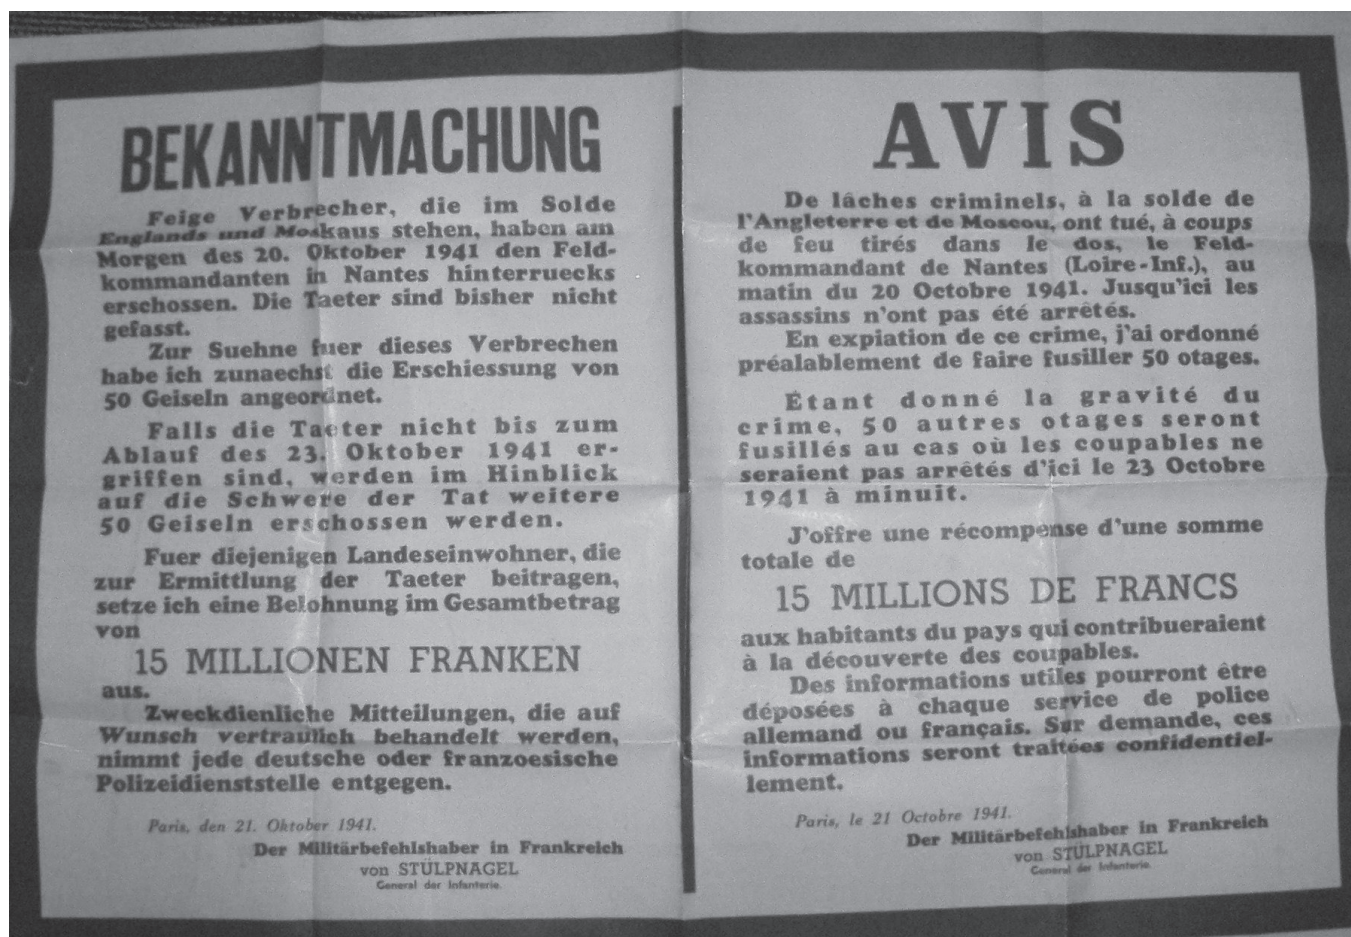 BEKANNTMACHUNG
Feige Verbrecher, die im Solde
Englands und Moskaus stehen, haben am
Morgen des 20. Oktober 1941 den Feld-
kommandanten in Nantes hinterruecks
erschossen. Die Taeter sind bisher nicht
gefasst.
Zur Suehne fuer dieses Verbrechen
habe ich zunaechst die Erschiessung von
50 Geiseln angeordnet.
Falls die Taeter nicht bis zum
Ablauf des 23. Oktober 1941 er-
griffen sind, werden im Hinblick
auf die Schwere der Tat weitere
50 Geiseln erschossen werden.
Fuer diejenigen Landeseinwohner, die
zur Ermittlung der Taeter beitragen,
setze ich eine Belohnung im Gesamtbetrag
von
15 MILLIONEN FRANKEN
aus.
Zweckdienliche Mitteilungen, die auf
Wunsch vertraulich behandelt werden,
nimmt jede deutsche oder franzoesische
Polizeidienststelle entgegen.
Paris, den 21. Oktober 1941.
Der Militärbefehlshaber in Frankreich
von STÜLPNAGEL
General der Infanterie.
AVIS
De lâches criminels, à la solde de
l'Angleterre et de Moscou, ont tué, à coups
de feu tirés dans le dos, le Feld-
kommandant de Nantes (Loire-Inf.), au
matin du 20 Octobre 1941. Jusqu'ici les
assassins n'ont pas été arrêtés.
En expiation de ce crime, j'ai ordonné
préalablement de faire fusiller 50 otages.
Étant donné la gravité du
crime, 50 autres otages seront
fusillés au cas où les coupables ne
seraient pas arrêtés d'ici le 23 Octobre
1941 à minuit.
J'offre une récompense d'une somme
totale de
15 MILLIONS DE FRANCS
aux habitants du pays qui contribueraient
à la découverte des coupables.
Des informations utiles pourront être
déposées à chaque service de police
allemand ou français. Sur demande, ces
informations seront traitées confidentiel-
lement.
Paris, le 21 Octobre 1941.
Der Militärbefehlshaber in Frankreich
von STÜLPNAGEL
General der Infanterie.